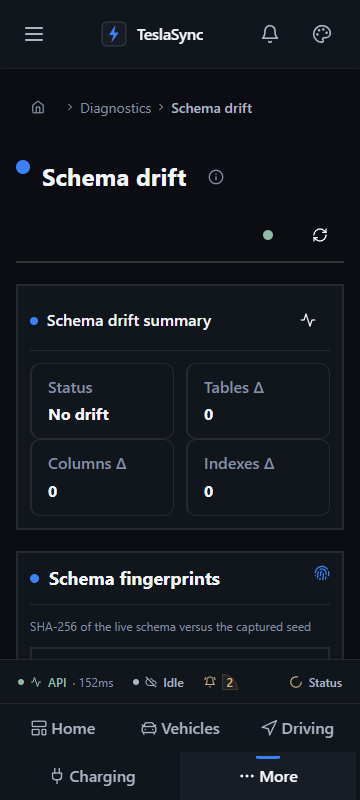 TeslaSync
Diagnostics > Schema drift
Schema drift
Schema drift summary
Status
No drift
Tables Δ
0
Columns Δ
0
Indexes Δ
0
Schema fingerprints
SHA-256 of the live schema versus the captured seed
API · 152ms Idle 2 Status
Home Vehicles Driving
Charging More